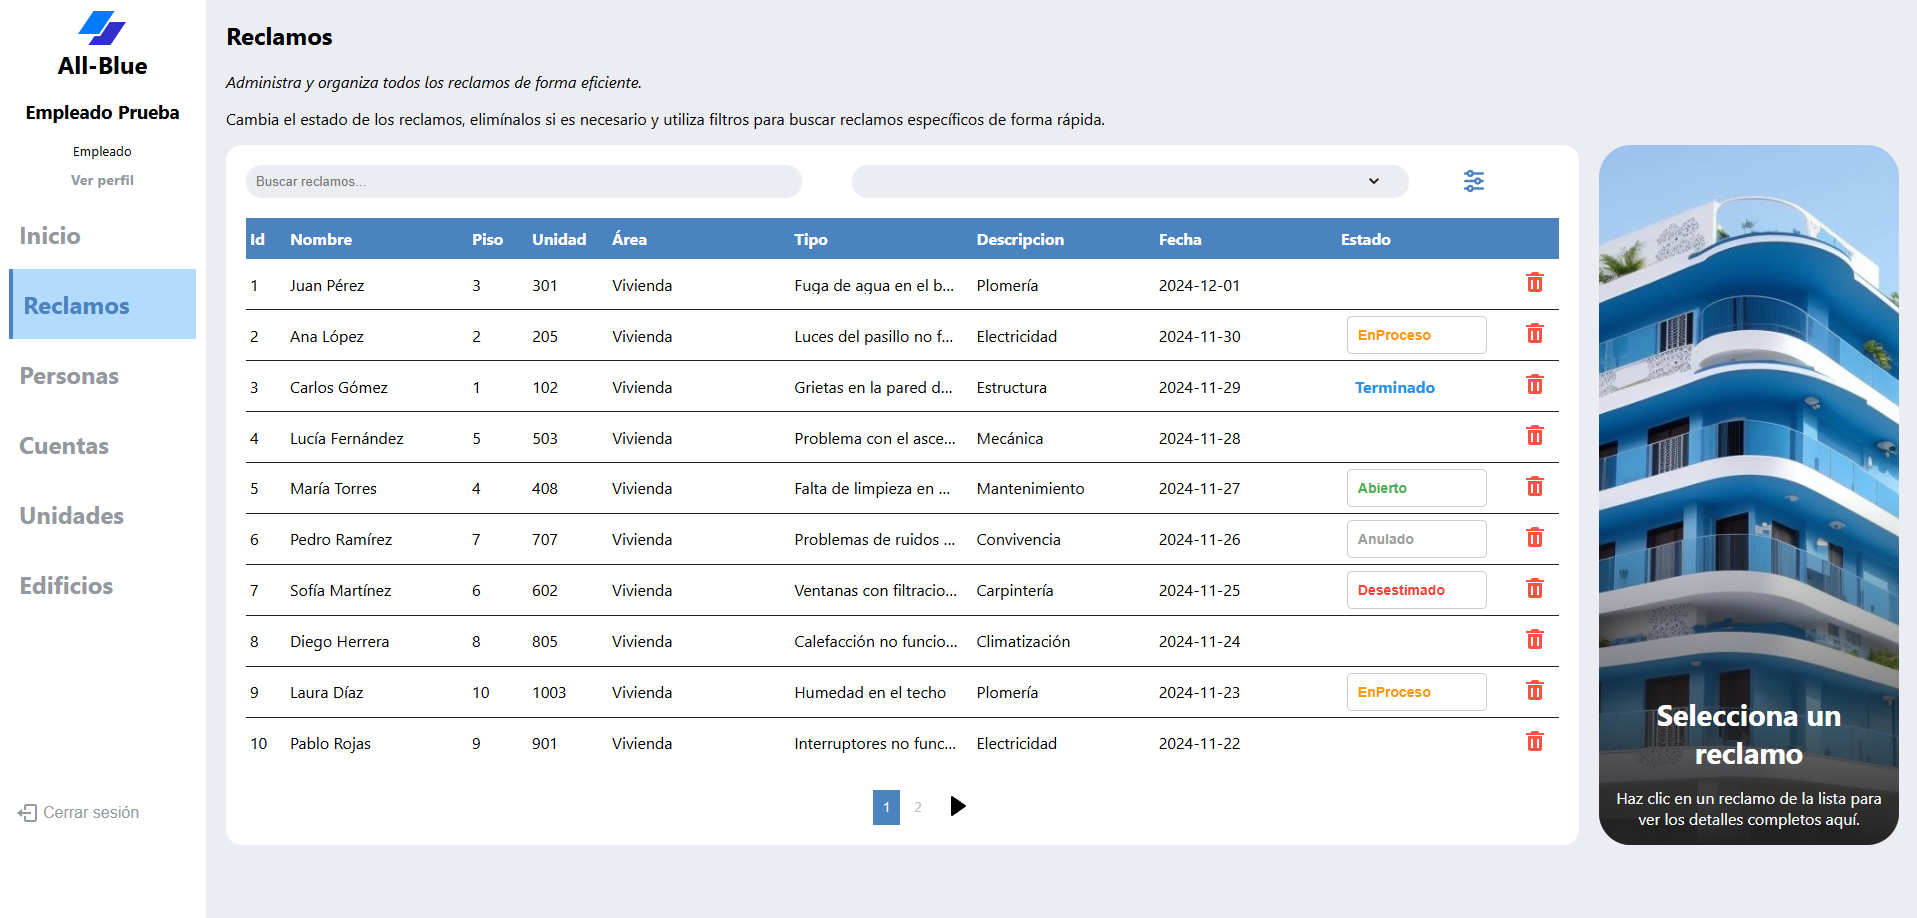 All-Blue
Empleado Prueba
Empleado
Ver perfil
Inicio
Reclamos
Personas
Cuentas
Unidades
Edificios
Cerrar sesión
Reclamos
Administra y organiza todos los reclamos de forma eficiente.
Cambia el estado de los reclamos, elimínalos si es necesario y utiliza filtros para buscar reclamos específicos de forma rápida.
Buscar reclamos...
Id Nombre Piso Unidad Área Tipo Descripcion Fecha Estado
1 Juan Pérez 3 301 Vivienda Fuga de agua en el b... Plomería 2024-12-01
2 Ana López 2 205 Vivienda Luces del pasillo no f... Electricidad 2024-11-30 EnProceso
3 Carlos Gómez 1 102 Vivienda Grietas en la pared d... Estructura 2024-11-29 Terminado
4 Lucía Fernández 5 503 Vivienda Problema con el asce... Mecánica 2024-11-28
5 María Torres 4 408 Vivienda Falta de limpieza en ... Mantenimiento 2024-11-27 Abierto
6 Pedro Ramírez 7 707 Vivienda Problemas de ruidos ... Convivencia 2024-11-26 Anulado
7 Sofía Martínez 6 602 Vivienda Ventanas con filtracio... Carpintería 2024-11-25 Desestimado
8 Diego Herrera 8 805 Vivienda Calefacción no funcio... Climatización 2024-11-24
9 Laura Díaz 10 1003 Vivienda Humedad en el techo Plomería 2024-11-23 EnProceso
10 Pablo Rojas 9 901 Vivienda Interruptores no func... Electricidad 2024-11-22
1 2
Selecciona un
reclamo
Haz clic en un reclamo de la lista para
ver los detalles completos aquí.